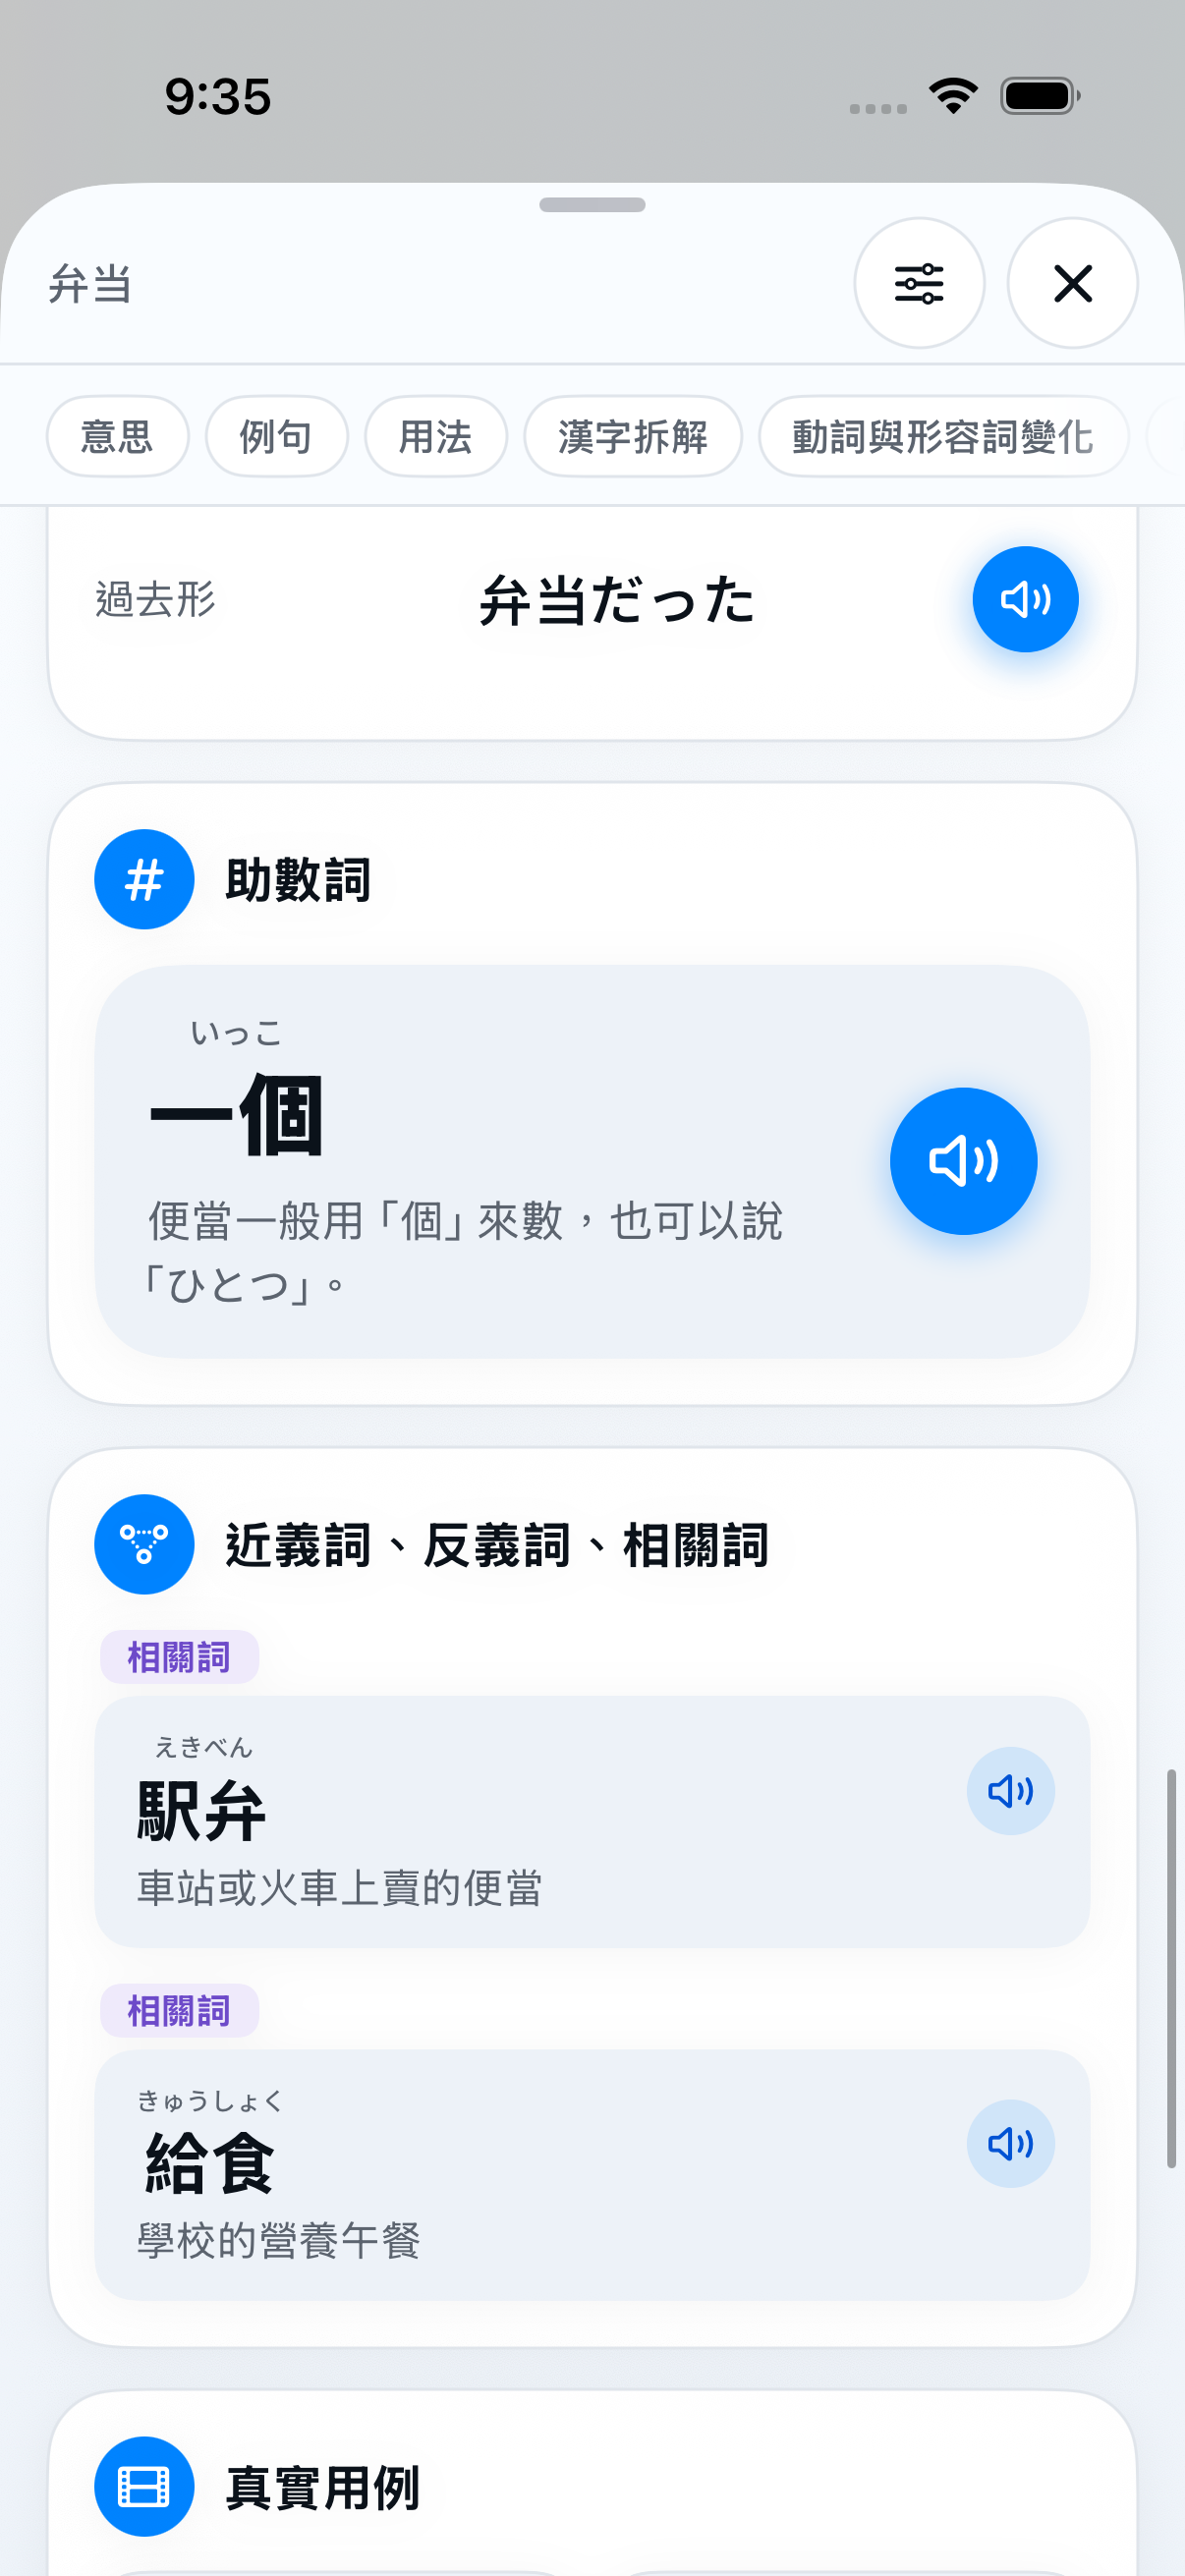 9:35
弁当
意思
例句
用法
漢字拆解
動詞與形容詞變化
過去形
弁当だった
助數詞
いっこ
一個
便當一般用「個」來數，也可以說
「ひとつ」。
近義詞、反義詞、相關詞
相關詞
えきべん
駅弁
車站或火車上賣的便當
相關詞
きゅうしょく
給食
學校的營養午餐
真實用例